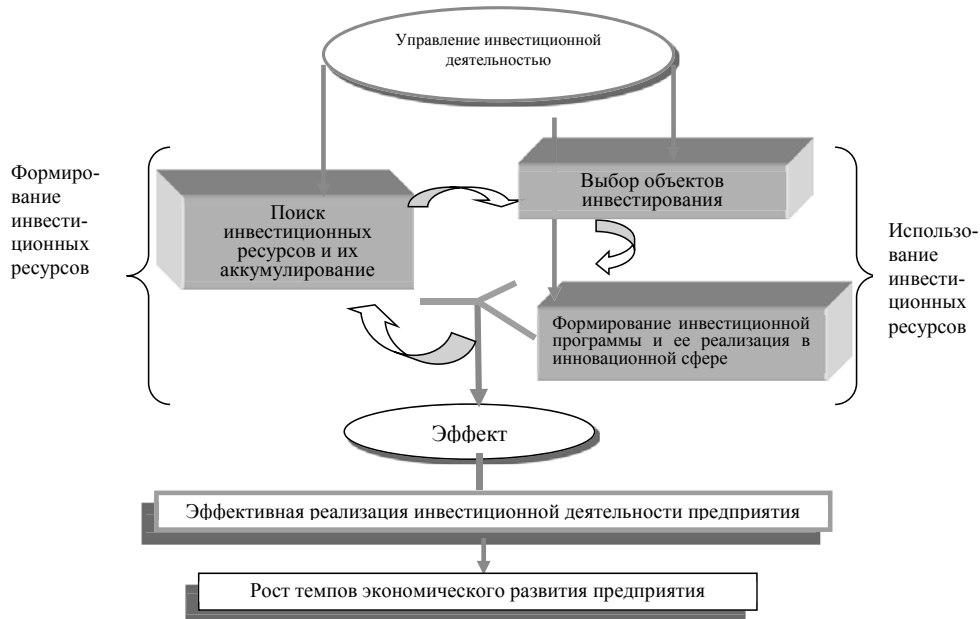 Управление инвестиционной
деятельностью
Формиро-
вание
инвести-
ционных
ресурсов
Поиск
инвестиционных
ресурсов и их
аккумулирование
Выбор объектов
инвестирования
Использо-
вание
инвести-
ционных
ресурсов
Формирование инвестиционной
программы и ее реализация в
инновационной сфере
Эффект
Эффективная реализация инвестиционной деятельности предприятия
Рост темпов экономического развития предприятия